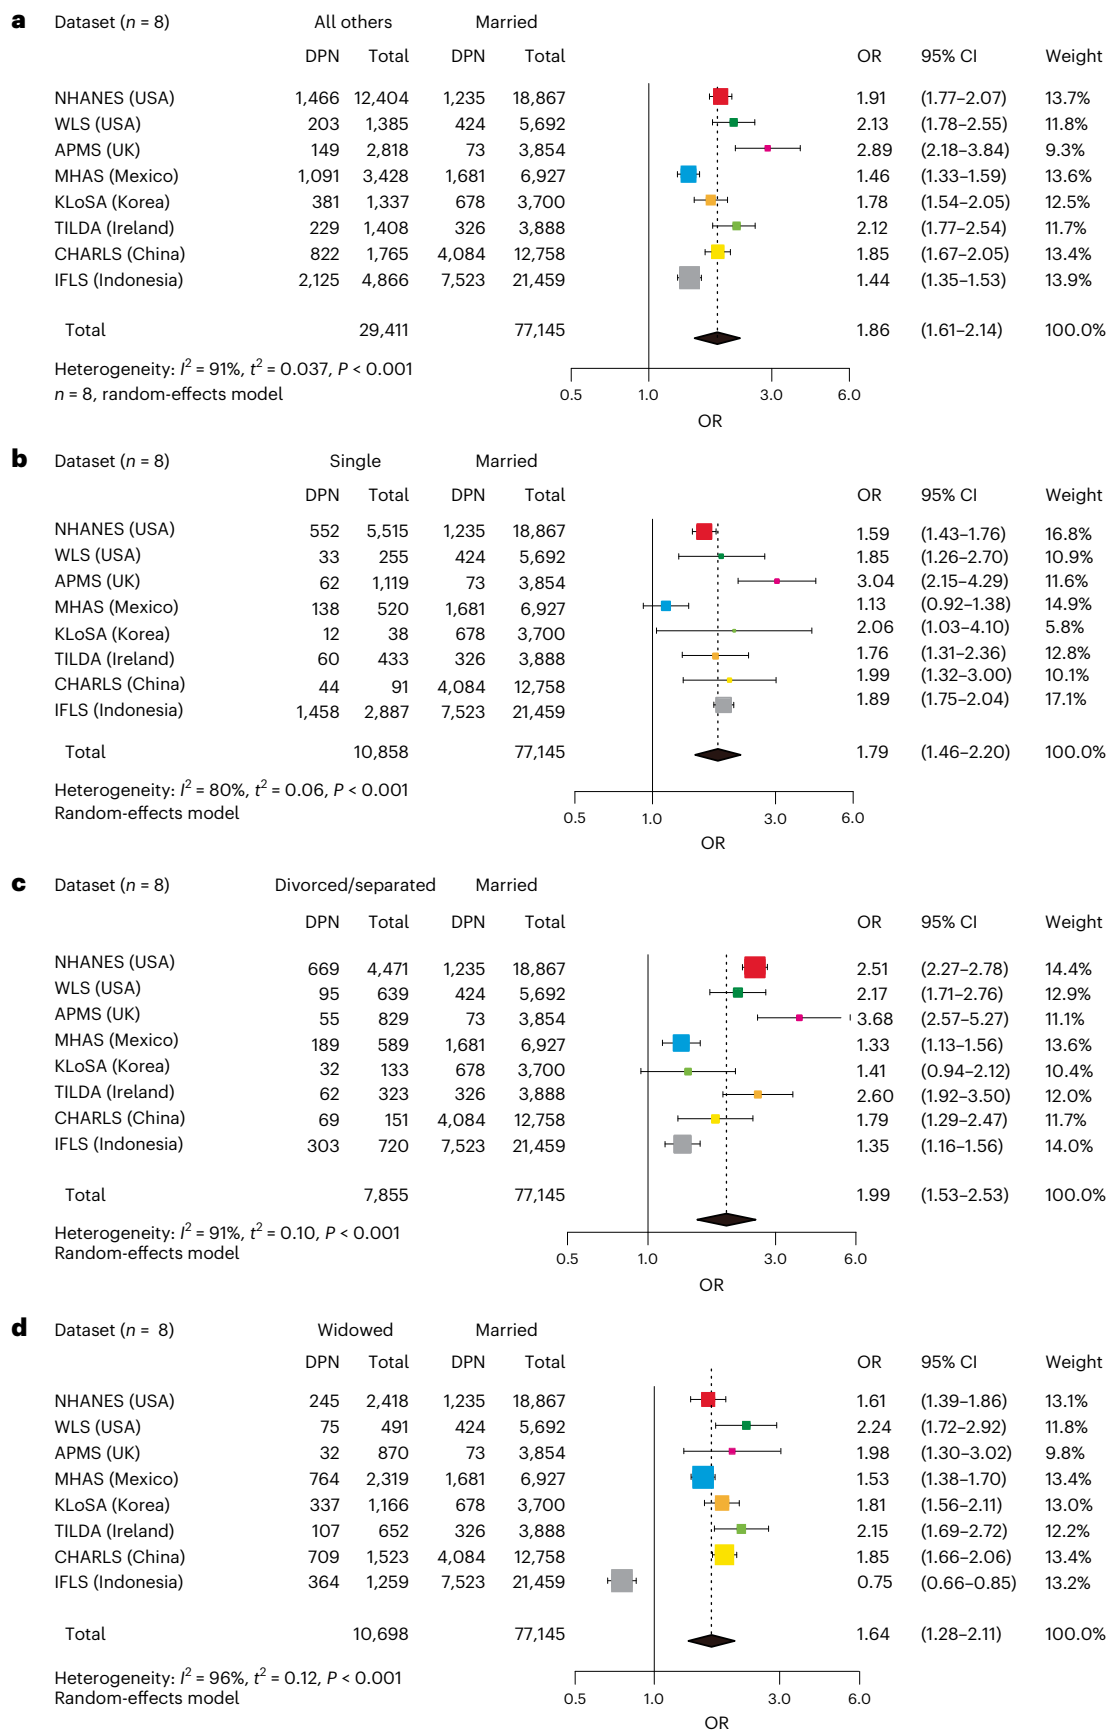 a Dataset (n = 8) All others Married
DPN Total DPN Total OR 95% CI Weight
NHANES (USA) 1,466 12,404 1,235 18,867 1.91 (1.77–2.07) 13.7%
WLS (USA) 203 1,385 424 5,692 2.13 (1.78–2.55) 11.8%
APMS (UK) 149 2,818 73 3,854 2.89 (2.18–3.84) 9.3%
MHAS (Mexico) 1,091 3,428 1,681 6,927 1.46 (1.33–1.59) 13.6%
KLoSA (Korea) 381 1,337 678 3,700 1.78 (1.54–2.05) 12.5%
TILDA (Ireland) 229 1,408 326 3,888 2.12 (1.77–2.54) 11.7%
CHARLS (China) 822 1,765 4,084 12,758 1.85 (1.67–2.05) 13.4%
IFLS (Indonesia) 2,125 4,866 7,523 21,459 1.44 (1.35–1.53) 13.9%
Total 29,411 77,145 1.86 (1.61–2.14) 100.0%
Heterogeneity: I² = 91%, t² = 0.037, P < 0.001
n = 8, random-effects model
0.5 1.0 3.0 6.0
OR
b Dataset (n = 8) Single Married
DPN Total DPN Total OR 95% CI Weight
NHANES (USA) 552 5,515 1,235 18,867 1.59 (1.43–1.76) 16.8%
WLS (USA) 33 255 424 5,692 1.85 (1.26–2.70) 10.9%
APMS (UK) 62 1,119 73 3,854 3.04 (2.15–4.29) 11.6%
MHAS (Mexico) 138 520 1,681 6,927 1.13 (0.92–1.38) 14.9%
KLoSA (Korea) 12 38 678 3,700 2.06 (1.03–4.10) 5.8%
TILDA (Ireland) 60 433 326 3,888 1.76 (1.31–2.36) 12.8%
CHARLS (China) 44 91 4,084 12,758 1.99 (1.32–3.00) 10.1%
IFLS (Indonesia) 1,458 2,887 7,523 21,459 1.89 (1.75–2.04) 17.1%
Total 10,858 77,145 1.79 (1.46–2.20) 100.0%
Heterogeneity: I² = 80%, t² = 0.06, P < 0.001
Random-effects model
0.5 1.0 3.0 6.0
OR
c Dataset (n = 8) Divorced/separated Married
DPN Total DPN Total OR 95% CI Weight
NHANES (USA) 669 4,471 1,235 18,867 2.51 (2.27–2.78) 14.4%
WLS (USA) 95 639 424 5,692 2.17 (1.71–2.76) 12.9%
APMS (UK) 55 829 73 3,854 3.68 (2.57–5.27) 11.1%
MHAS (Mexico) 189 589 1,681 6,927 1.33 (1.13–1.56) 13.6%
KLoSA (Korea) 32 133 678 3,700 1.41 (0.94–2.12) 10.4%
TILDA (Ireland) 62 323 326 3,888 2.60 (1.92–3.50) 12.0%
CHARLS (China) 69 151 4,084 12,758 1.79 (1.29–2.47) 11.7%
IFLS (Indonesia) 303 720 7,523 21,459 1.35 (1.16–1.56) 14.0%
Total 7,855 77,145 1.99 (1.53–2.53) 100.0%
Heterogeneity: I² = 91%, t² = 0.10, P < 0.001
Random-effects model
0.5 1.0 3.0 6.0
OR
d Dataset (n = 8) Widowed Married
DPN Total DPN Total OR 95% CI Weight
NHANES (USA) 245 2,418 1,235 18,867 1.61 (1.39–1.86) 13.1%
WLS (USA) 75 491 424 5,692 2.24 (1.72–2.92) 11.8%
APMS (UK) 32 870 73 3,854 1.98 (1.30–3.02) 9.8%
MHAS (Mexico) 764 2,319 1,681 6,927 1.53 (1.38–1.70) 13.4%
KLoSA (Korea) 337 1,166 678 3,700 1.81 (1.56–2.11) 13.0%
TILDA (Ireland) 107 652 326 3,888 2.15 (1.69–2.72) 12.2%
CHARLS (China) 709 1,523 4,084 12,758 1.85 (1.66–2.06) 13.4%
IFLS (Indonesia) 364 1,259 7,523 21,459 0.75 (0.66–0.85) 13.2%
Total 10,698 77,145 1.64 (1.28–2.11) 100.0%
Heterogeneity: I² = 96%, t² = 0.12, P < 0.001
Random-effects model
0.5 1.0 3.0 6.0
OR